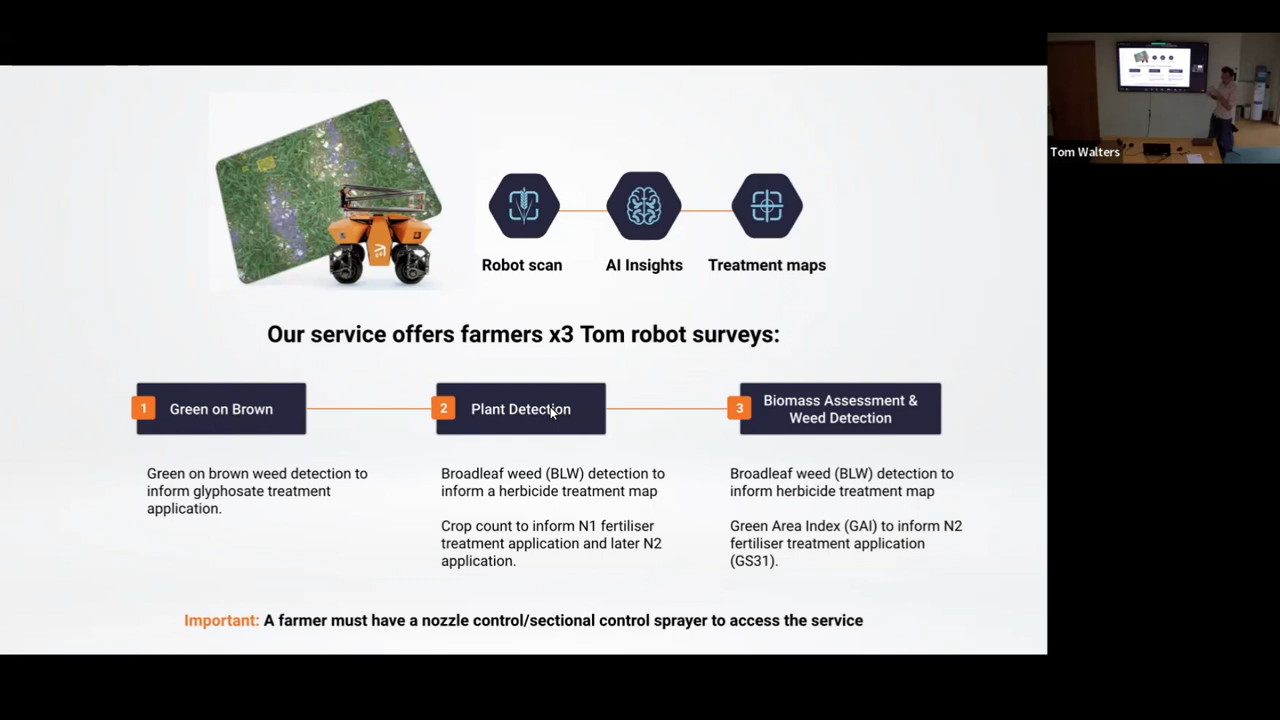 Tom Walters
Robot scan
AI Insights
Treatment maps
Our service offers farmers x3 Tom robot surveys:
1
Green on Brown
Green on brown weed detection to
inform glyphosate treatment
application.
2
Plant Detection
Broadleaf weed (BLW) detection to
inform a herbicide treatment map
Crop count to inform N1 fertiliser
treatment application and later N2
application.
3
Biomass Assessment &
Weed Detection
Broadleaf weed (BLW) detection to
inform herbicide treatment map
Green Area Index (GAI) to inform N2
fertiliser treatment application
(GS31).
Important: A farmer must have a nozzle control/sectional control sprayer to access the service